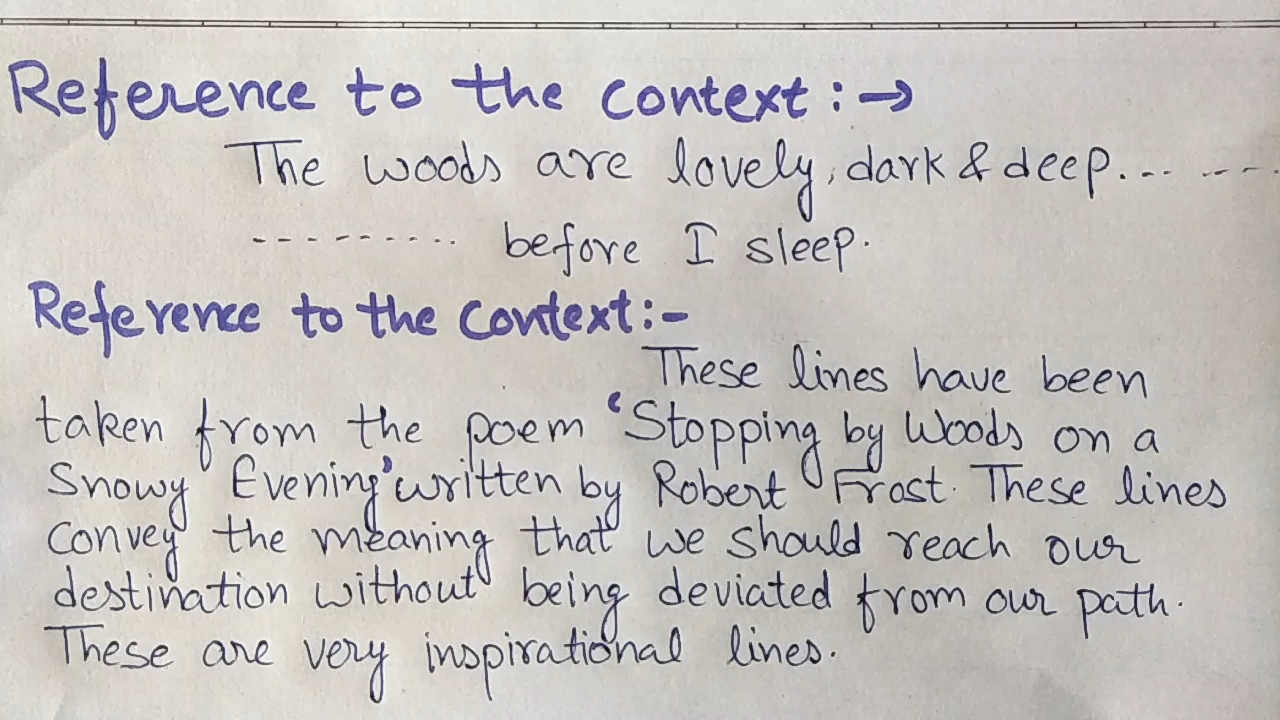 Reference to the context :→
The woods are lovely, dark & deep... ----
---------- before I sleep.
Reference to the context:-
These lines have been
taken from the poem 'Stopping by Woods on a
Snowy Evening' written by Robert Frost. These lines
convey the meaning that we should reach our
destination without being deviated from our path.
These are very inspirational lines.